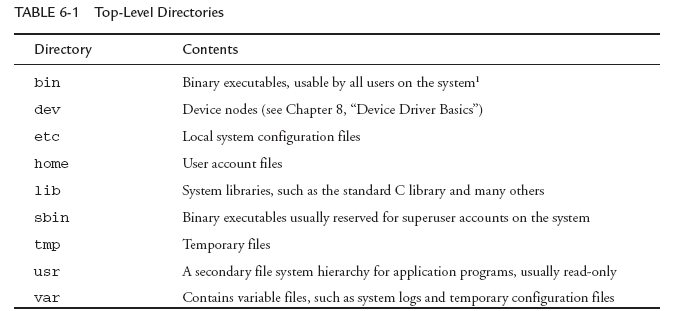 TABLE 6-1 Top-Level Directories
Directory Contents
bin Binary executables, usable by all users on the system¹
dev Device nodes (see Chapter 8, “Device Driver Basics”)
etc Local system configuration files
home User account files
lib System libraries, such as the standard C library and many others
sbin Binary executables usually reserved for superuser accounts on the system
tmp Temporary files
usr A secondary file system hierarchy for application programs, usually read-only
var Contains variable files, such as system logs and temporary configuration files